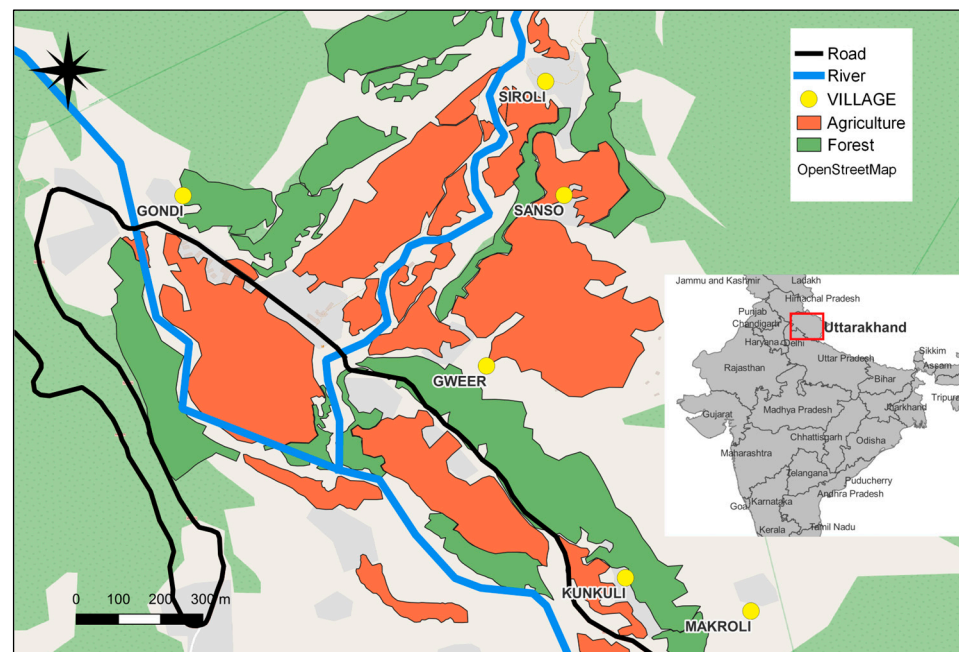 Road
River
VILLAGE
Agriculture
Forest
OpenStreetMap
SIROLI
GONDI
SANSO
GWEER
KUNKULI
MAKROLI
0 100 200 300 m
Jammu and Kashmir
Ladakh
Himachal Pradesh
Punjab
Chandigarh
Uttarakhand
Haryana
Delhi
Uttar Pradesh
Sikkim
Assam
Rajasthan
Bihar
Tripura
Gujarat
Madhya Pradesh
Jharkhand
Chhattisgarh
Odisha
Maharashtra
Telangana
Puducherry
Andhra Pradesh
Goa
Karnataka
Kerala
Tamil Nadu